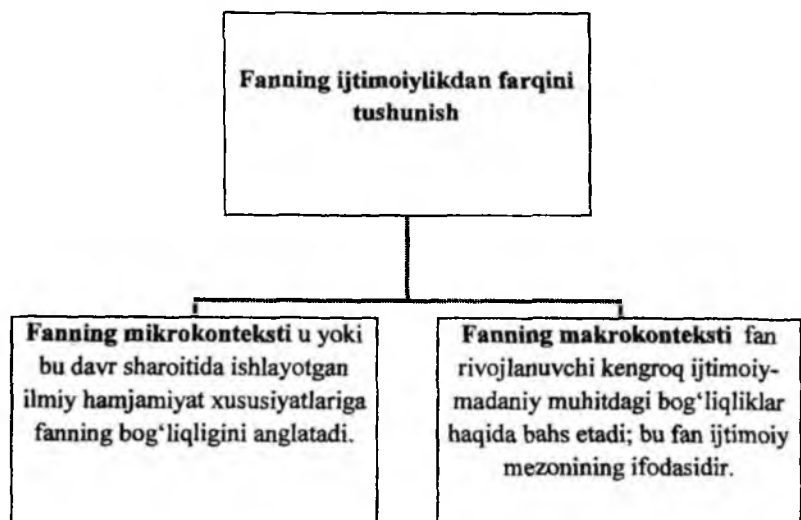 Fanning ijtimoiylikdan farqini
tushunish
Fanning mikrokonteksti u yoki
bu davr sharoitida ishlayotgan
ilmiy hamjamiyat xususiyatlariga
fanning bog‘liqligini anglatadi.
Fanning makrokonteksti fan
rivojlanuvchi kengroq ijtimoiy-
madaniy muhitdagi bog‘liqliklar
haqida bahs etadi; bu fan ijtimoiy
mezonining ifodasidir.